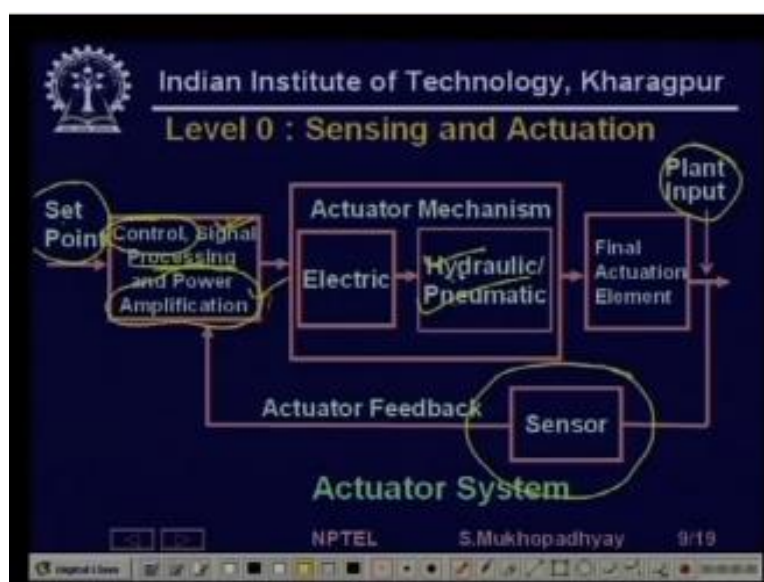 Indian Institute of Technology, Kharagpur
Level 0 : Sensing and Actuation
Plant
Input
Set
Point
Control, Signal
Processing
and Power
Amplification
Actuator Mechanism
Electric
Hydraulic/
Pneumatic
Final
Actuation
Element
Actuator Feedback
Sensor
Actuator System
NPTEL
S.Mukhopadhyay
9/19